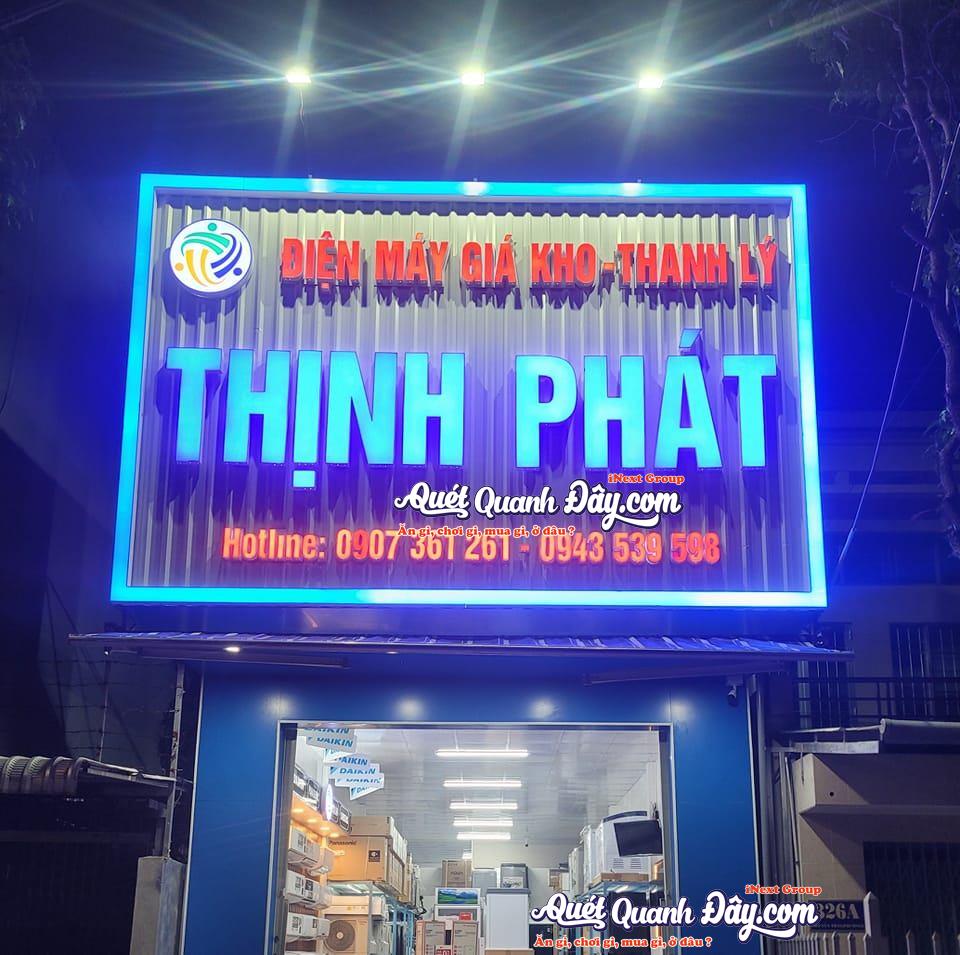 ĐIỆN MÁY GIÁ KHO - THANH LÝ
THỊNH PHÁT
iNext Group
Quét Quanh Đây.com
Ăn gì, chơi gì, mua gì, ở đâu ?
Hotline: 0907 361 261 - 0943 539 598
DAIKIN
DAIKIN
DAIKIN
DAIKIN
Panasonic
iNext Group
Quét Quanh Đây.com
326A
Ăn gì, chơi gì, mua gì, ở đâu ?